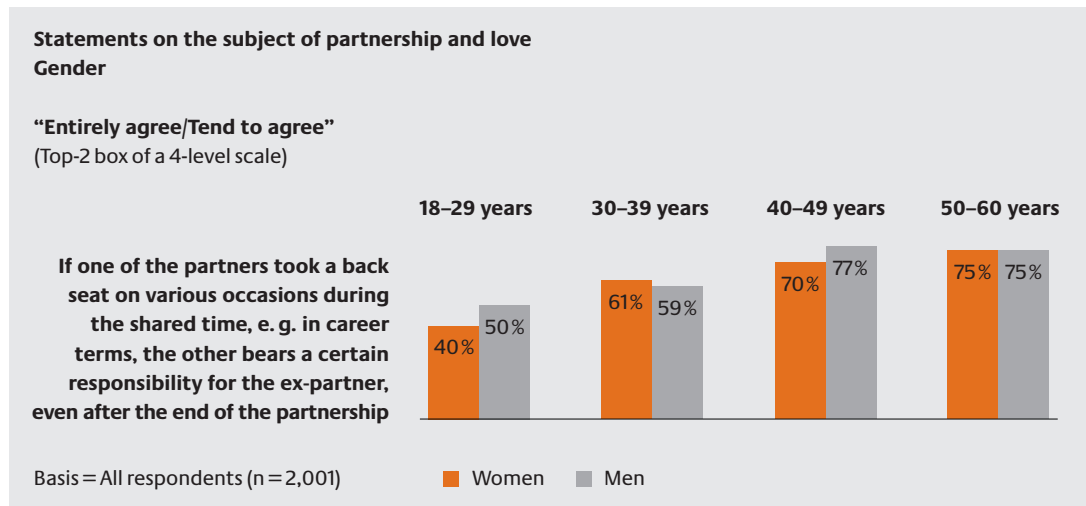 Statements on the subject of partnership and love
Gender
“Entirely agree/Tend to agree”
(Top-2 box of a 4-level scale)
18–29 years 30–39 years 40–49 years 50–60 years
If one of the partners took a back
seat on various occasions during
the shared time, e. g. in career
terms, the other bears a certain
responsibility for the ex-partner,
even after the end of the partnership
40% 50% 61% 59% 70% 77% 75% 75%
Basis = All respondents (n = 2,001)
Women Men